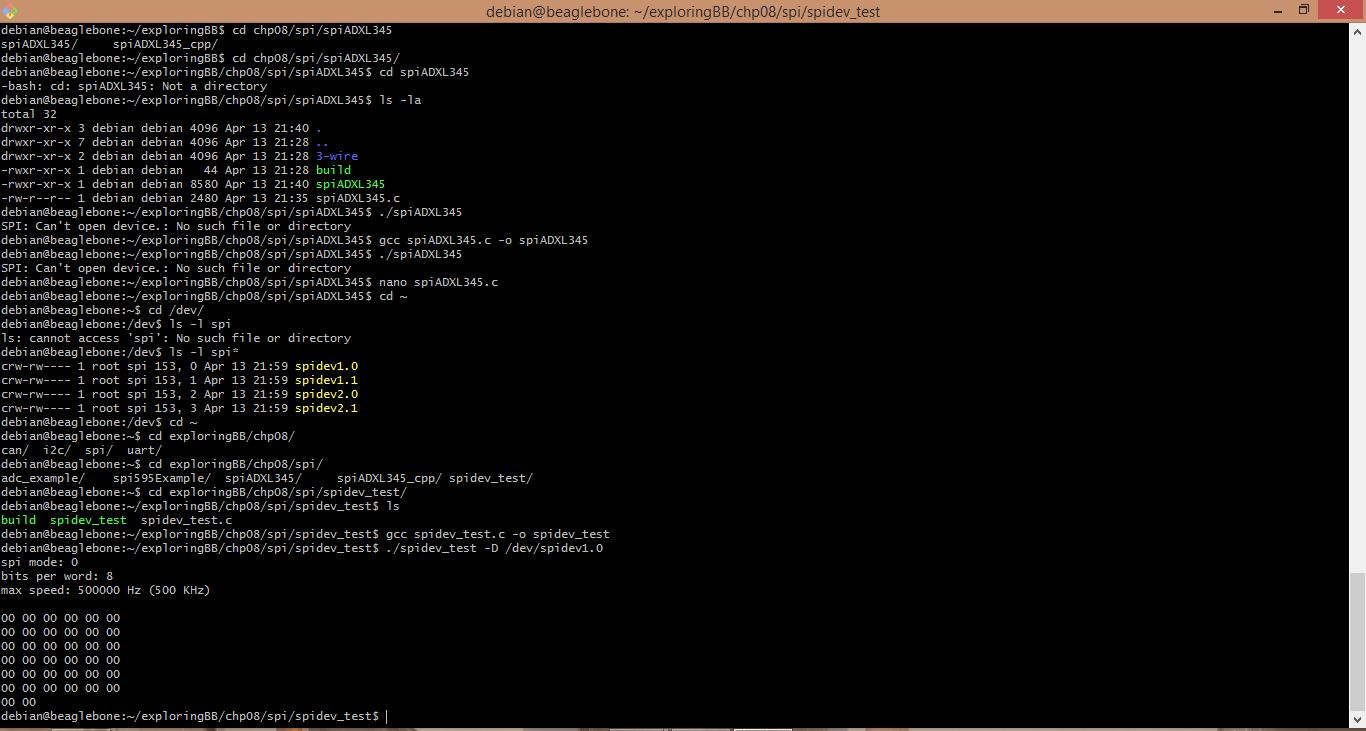 debian@beaglebone: ~/exploringBB/chp08/spi/spidev_test
debian@beaglebone:~/exploringBB$ cd chp08/spi/spiADXL345
spiADXL345/     spiADXL345_cpp/
debian@beaglebone:~/exploringBB$ cd chp08/spi/spiADXL345/
debian@beaglebone:~/exploringBB/chp08/spi/spiADXL345$ cd spiADXL345
-bash: cd: spiADXL345: Not a directory
debian@beaglebone:~/exploringBB/chp08/spi/spiADXL345$ ls -la
total 32
drwxr-xr-x 3 debian debian 4096 Apr 13 21:40 .
drwxr-xr-x 7 debian debian 4096 Apr 13 21:28 ..
drwxr-xr-x 2 debian debian 4096 Apr 13 21:28 3-wire
-rwxr-xr-x 1 debian debian   44 Apr 13 21:28 build
-rwxr-xr-x 1 debian debian 8580 Apr 13 21:40 spiADXL345
-rw-r--r-- 1 debian debian 2480 Apr 13 21:35 spiADXL345.c
debian@beaglebone:~/exploringBB/chp08/spi/spiADXL345$ ./spiADXL345
SPI: Can't open device.: No such file or directory
debian@beaglebone:~/exploringBB/chp08/spi/spiADXL345$ gcc spiADXL345.c -o spiADXL345
debian@beaglebone:~/exploringBB/chp08/spi/spiADXL345$ ./spiADXL345
SPI: Can't open device.: No such file or directory
debian@beaglebone:~/exploringBB/chp08/spi/spiADXL345$ nano spiADXL345.c
debian@beaglebone:~/exploringBB/chp08/spi/spiADXL345$ cd ~
debian@beaglebone:~$ cd /dev/
debian@beaglebone:/dev$ ls -l spi
ls: cannot access 'spi': No such file or directory
debian@beaglebone:/dev$ ls -l spi*
crw-rw---- 1 root spi 153, 0 Apr 13 21:59 spidev1.0
crw-rw---- 1 root spi 153, 1 Apr 13 21:59 spidev1.1
crw-rw---- 1 root spi 153, 2 Apr 13 21:59 spidev2.0
crw-rw---- 1 root spi 153, 3 Apr 13 21:59 spidev2.1
debian@beaglebone:/dev$ cd ~
debian@beaglebone:~$ cd exploringBB/chp08/
can/  i2c/  spi/  uart/
debian@beaglebone:~$ cd exploringBB/chp08/spi/
adc_example/    spi595Example/  spiADXL345/     spiADXL345_cpp/ spidev_test/
debian@beaglebone:~$ cd exploringBB/chp08/spi/spidev_test/
debian@beaglebone:~/exploringBB/chp08/spi/spidev_test$ ls
build  spidev_test  spidev_test.c
debian@beaglebone:~/exploringBB/chp08/spi/spidev_test$ gcc spidev_test.c -o spidev_test
debian@beaglebone:~/exploringBB/chp08/spi/spidev_test$ ./spidev_test -D /dev/spidev1.0
spi mode: 0
bits per word: 8
max speed: 500000 Hz (500 KHz)
00 00 00 00 00 00
00 00 00 00 00 00
00 00 00 00 00 00
00 00 00 00 00 00
00 00 00 00 00 00
00 00 00 00 00 00
00 00
debian@beaglebone:~/exploringBB/chp08/spi/spidev_test$